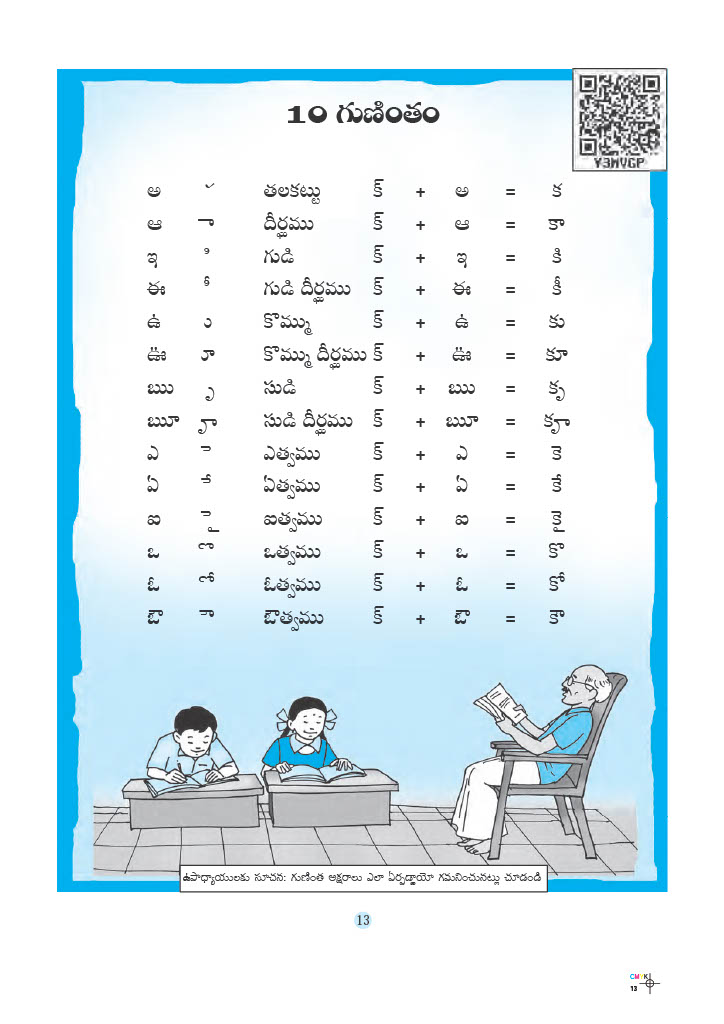 Y3MVGP
10 గుణింతం
అ ✓ తలకట్టు క్ + అ = క
ఆ ా దీర్ఘము క్ + ఆ = కా
ఇ ి గుడి క్ + ఇ = కి
ఈ ీ గుడి దీర్ఘము క్ + ఈ = కీ
ఉ ు కొమ్ము క్ + ఉ = కు
ఊ ూ కొమ్ము దీర్ఘము క్ + ఊ = కూ
ఋ ృ సుడి క్ + ఋ = కృ
ౠ ౄ సుడి దీర్ఘము క్ + ౠ = కౄ
ఎ ె ఎత్వము క్ + ఎ = కె
ఏ ే ఏత్వము క్ + ఏ = కే
ఐ ై ఐత్వము క్ + ఐ = కై
ఒ ొ ఒత్వము క్ + ఒ = కొ
ఓ ో ఓత్వము క్ + ఓ = కో
ఔ ౌ ఔత్వము క్ + ఔ = కౌ
ఉపాధ్యాయులకు సూచన: గుణింత అక్షరాలు ఎలా ఏర్పడ్డాయో గమనించునట్లు చూడండి
13
CMYK
13